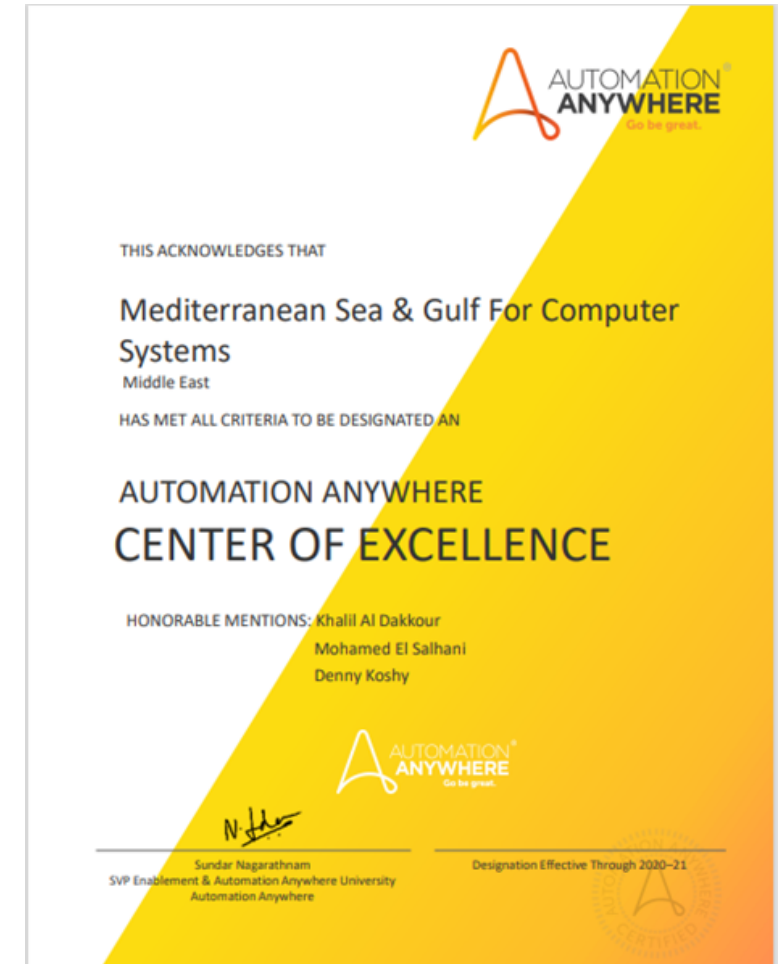 AUTOMATION®
ANYWHERE
Go be great.
THIS ACKNOWLEDGES THAT
Mediterranean Sea & Gulf For Computer
Systems
Middle East
HAS MET ALL CRITERIA TO BE DESIGNATED AN
AUTOMATION ANYWHERE
CENTER OF EXCELLENCE
HONORABLE MENTIONS: Khalil Al Dakkour
Mohamed El Salhani
Denny Koshy
AUTOMATION®
ANYWHERE
Go be great.
Sundar Nagarathnam
SVP Enablement & Automation Anywhere University
Automation Anywhere
Designation Effective Through 2020–21
AUTOMATION ANYWHERE
CERTIFIED